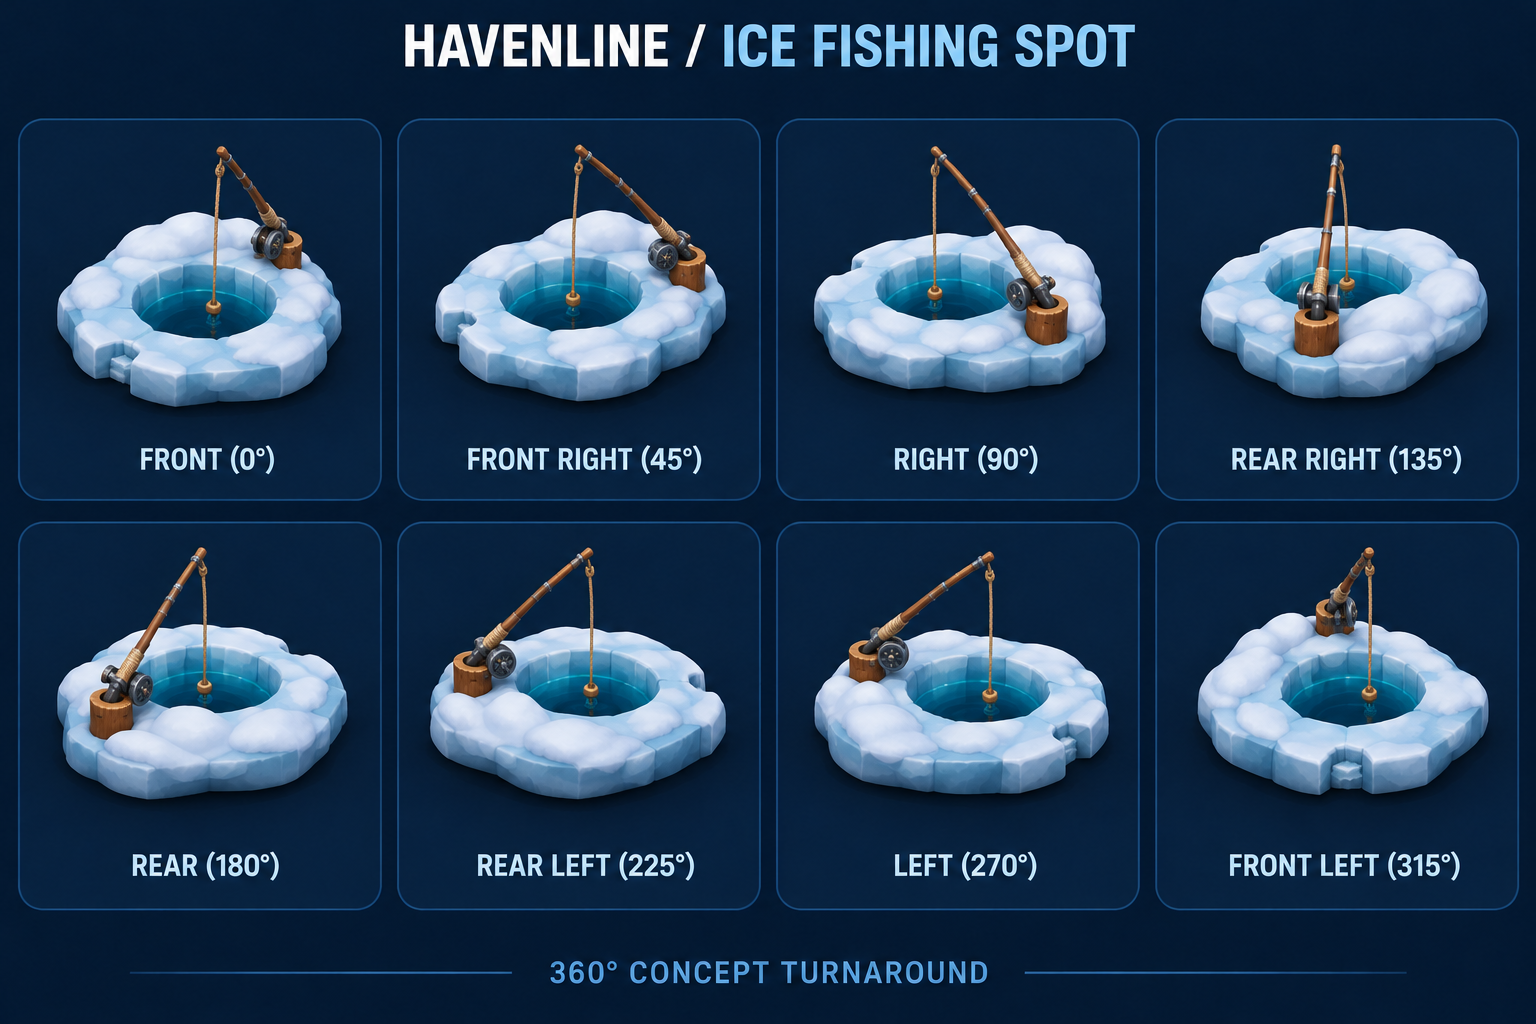 HAVENLINE / ICE FISHING SPOT
FRONT (0°)
FRONT RIGHT (45°)
RIGHT (90°)
REAR RIGHT (135°)
REAR (180°)
REAR LEFT (225°)
LEFT (270°)
FRONT LEFT (315°)
360° CONCEPT TURNAROUND